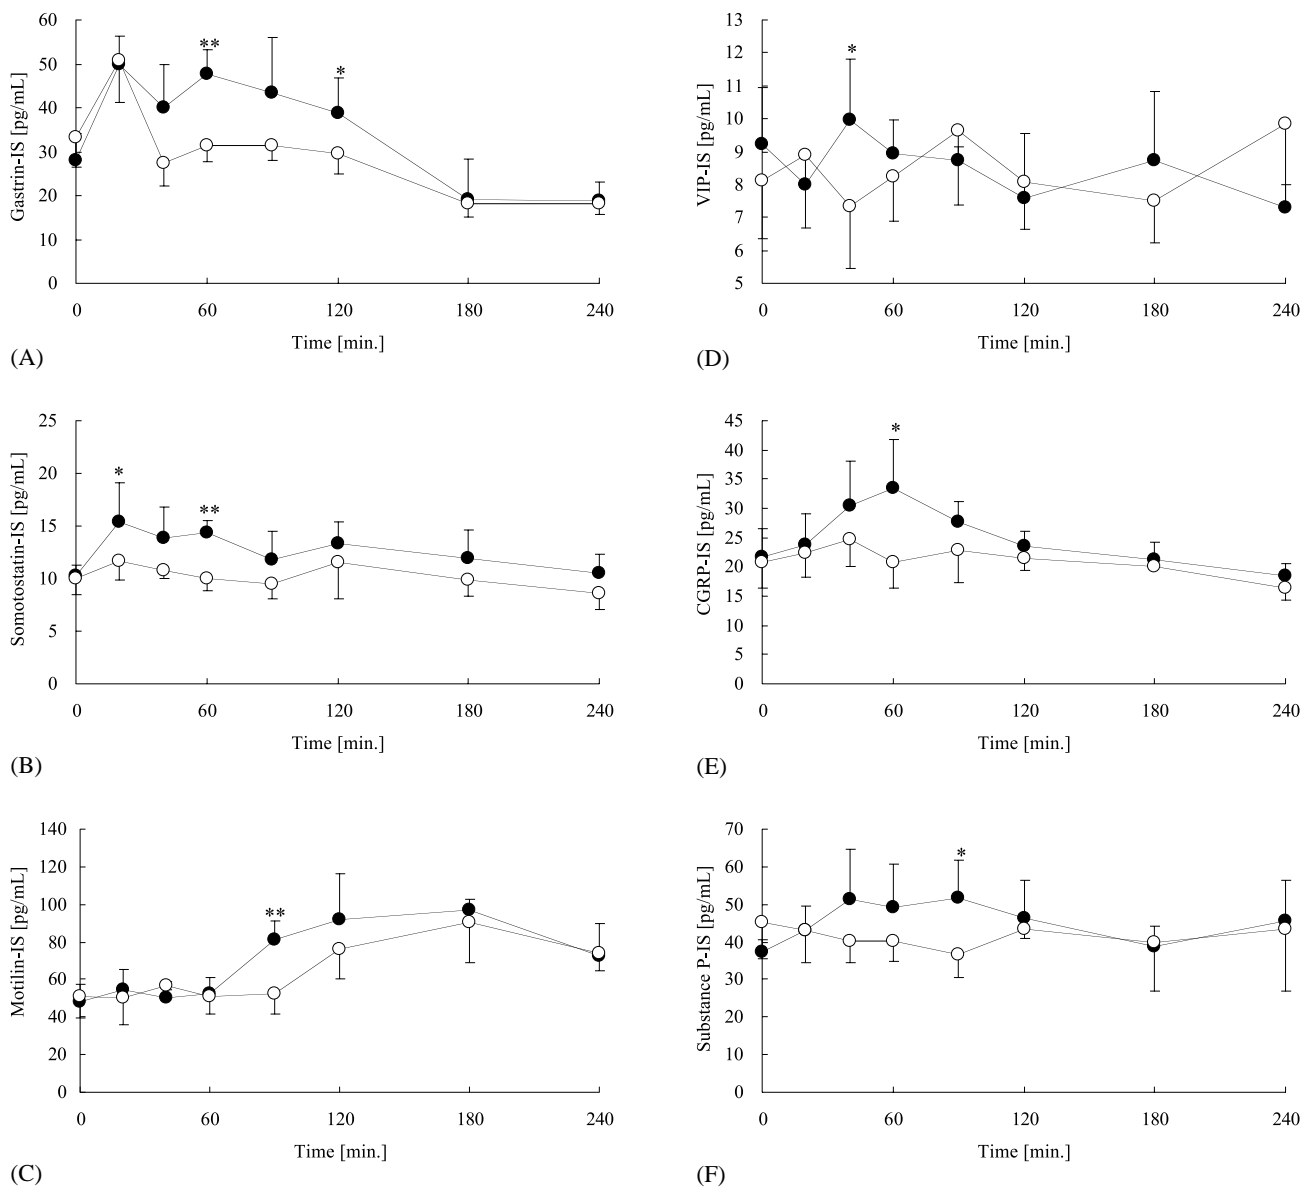 Gastrin-IS [pg/mL]
60
50
40
30
20
10
0
**
*
0 60 120 180 240
Time [min.]
(A)
VIP-IS [pg/mL]
13
12
11
10
9
8
7
6
5
*
0 60 120 180 240
Time [min.]
(D)
Somotostatin-IS [pg/mL]
25
20
15
10
5
0
*
**
0 60 120 180 240
Time [min.]
(B)
CGRP-IS [pg/mL]
45
40
35
30
25
20
15
10
5
0
*
0 60 120 180 240
Time [min.]
(E)
Motilin-IS [pg/mL]
140
120
100
80
60
40
20
0
**
0 60 120 180 240
Time [min.]
(C)
Substance P-IS [pg/mL]
70
60
50
40
30
20
10
0
*
0 60 120 180 240
Time [min.]
(F)